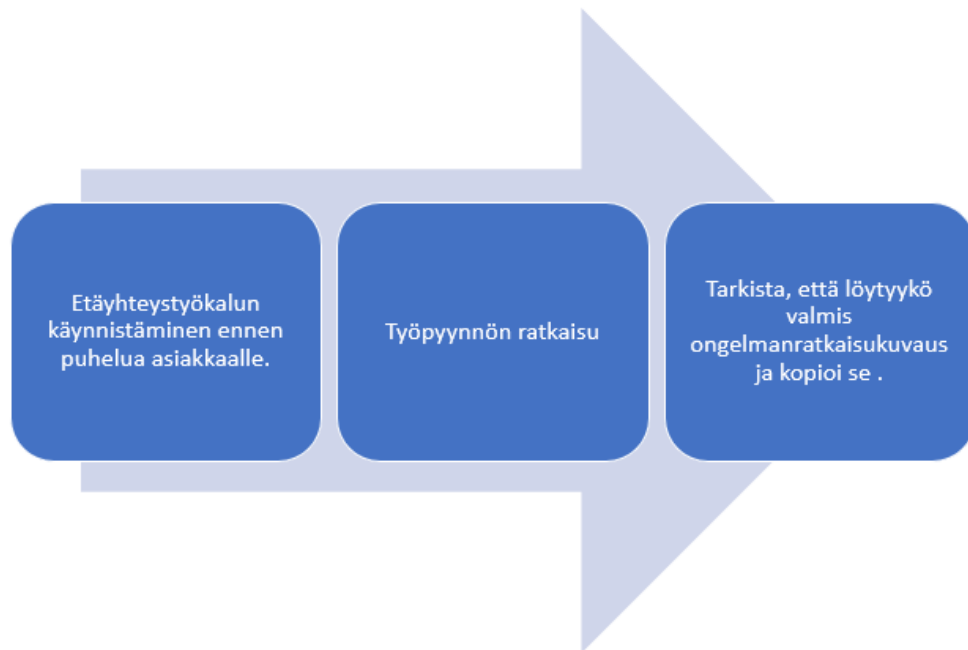 Etäyhteystyökalun
käynnistäminen ennen
puhelua asiakkaalle.
Työpyynnön ratkaisu
Tarkista, että löytyykö
valmis
ongelmanratkaisukuvaus
ja kopioi se .